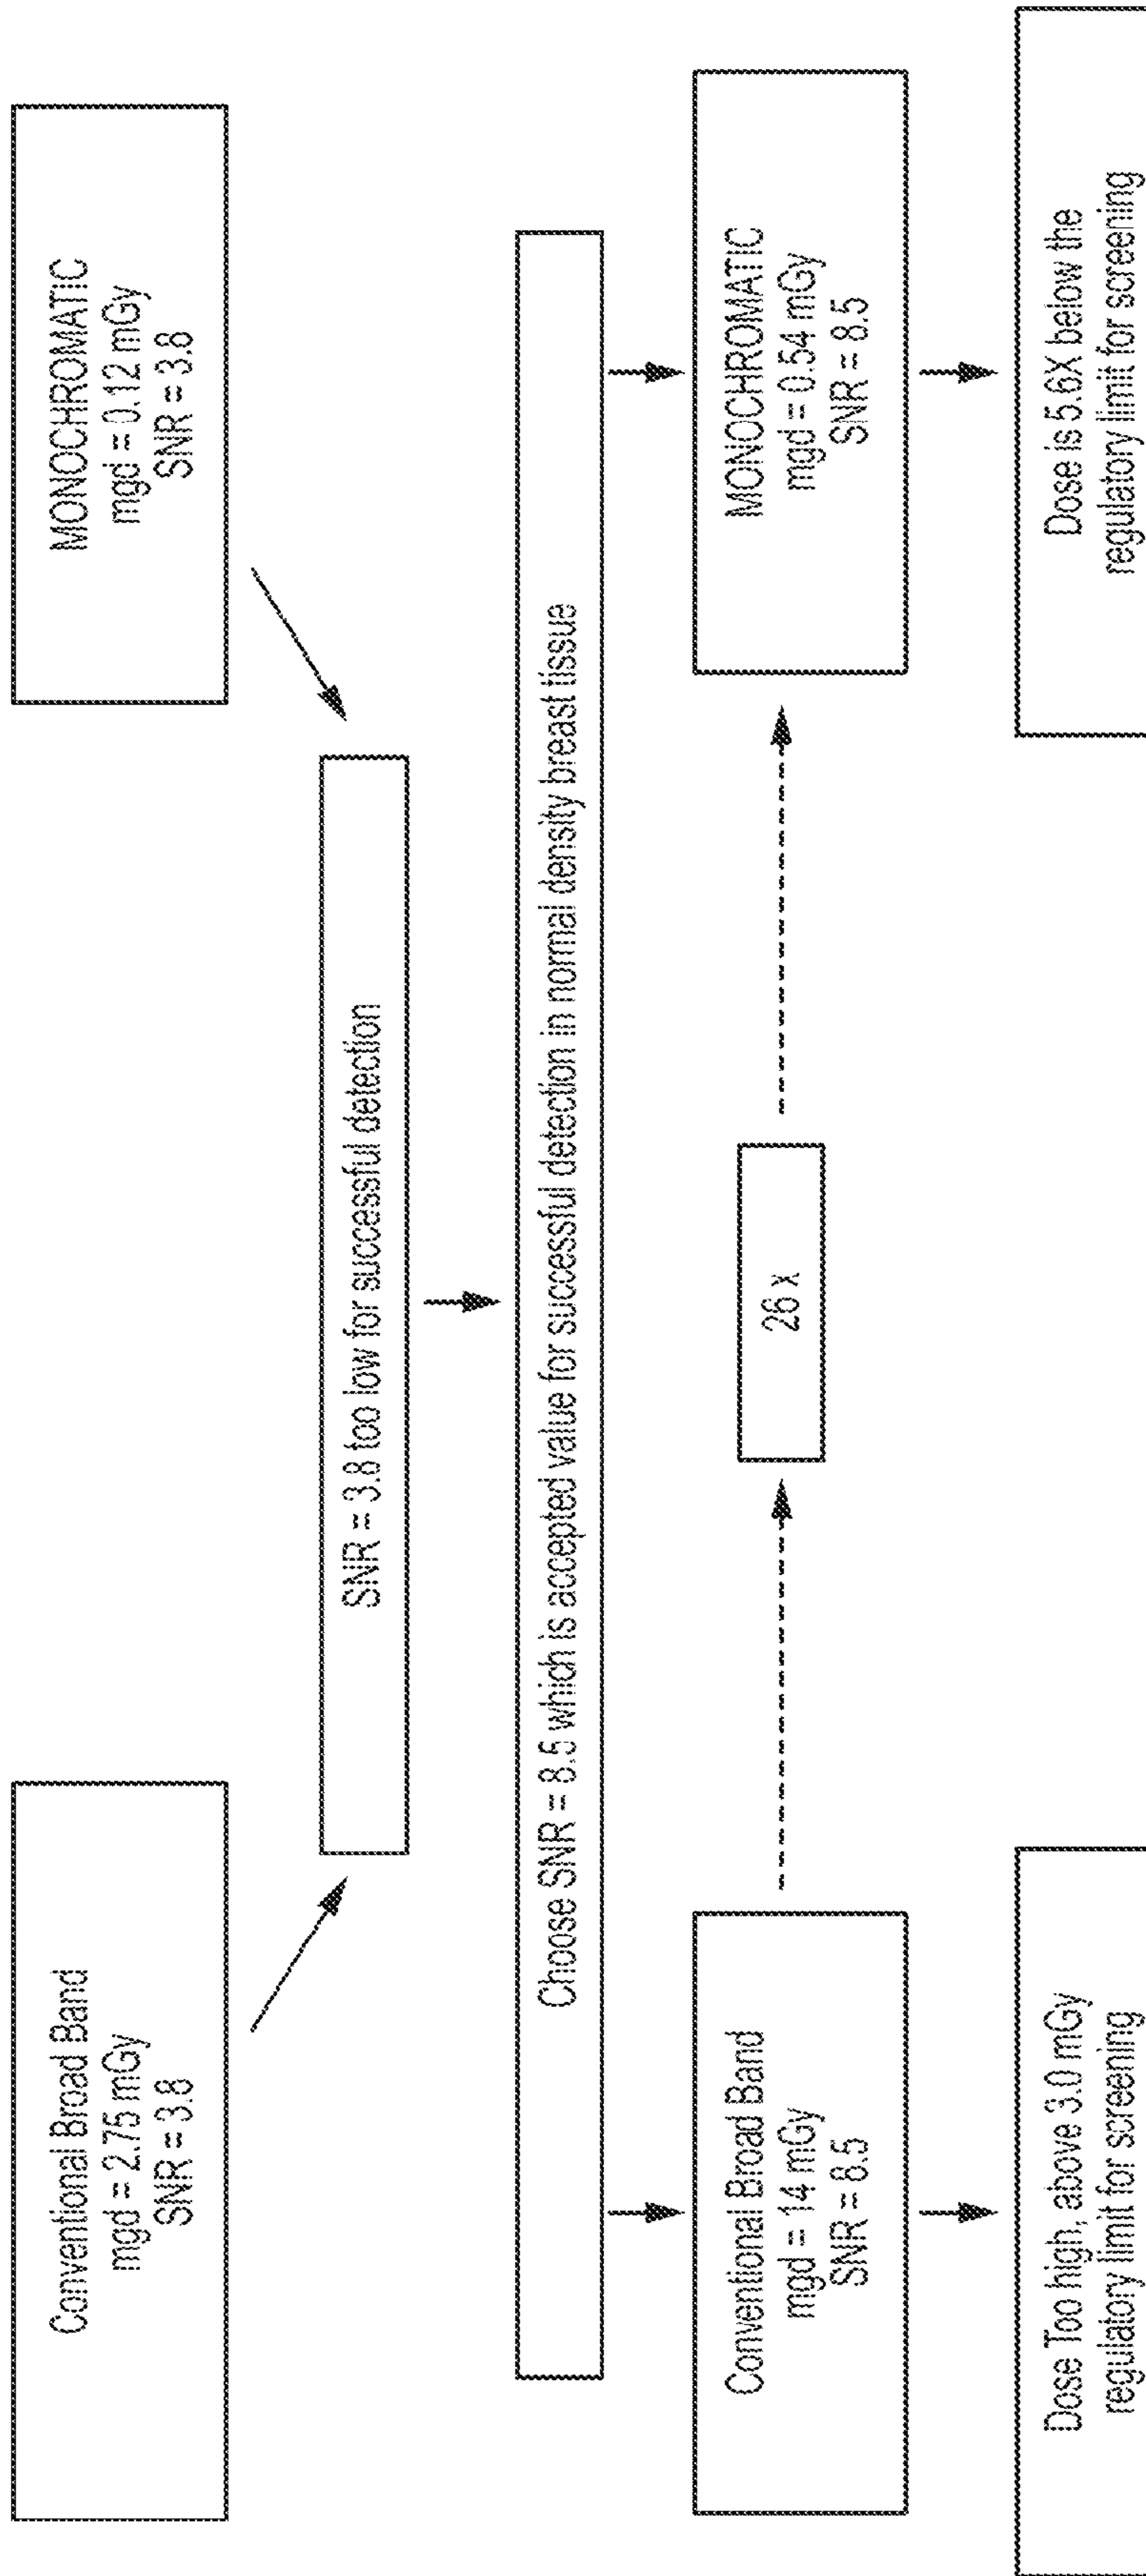 Conventional Broad Band
mgd = 2.75 mGy
SNR = 3.8
MONOCHROMATIC
mgd = 0.12 mGy
SNR = 3.8
SNR = 3.8 too low for successful detection
Choose SNR = 8.5 which is accepted value for successful detection in normal density breast tissue
Conventional Broad Band
mgd = 14 mGy
SNR = 8.5
26 x
MONOCHROMATIC
mgd = 0.54 mGy
SNR = 8.5
Dose Too high, above 3.0 mGy
regulatory limit for screening
Dose is 5.6X below the
regulatory limit for screening